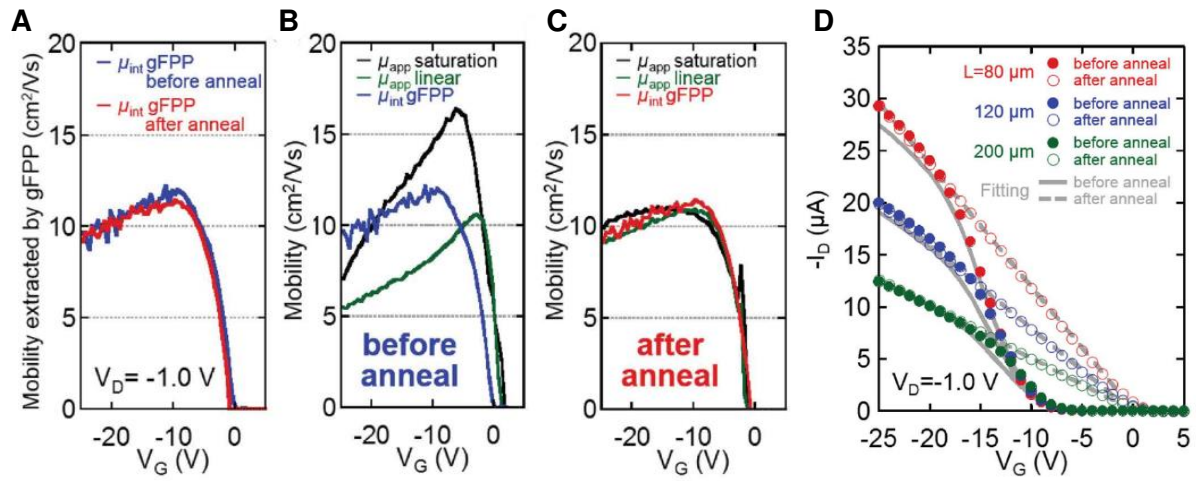 A
Mobility extracted by gFPP (cm²/Vs)
20
15
10
5
0
μint gFPP
before anneal
μint gFPP
after anneal
VD= -1.0 V
-20 -10 0
VG (V)
B
Mobility (cm²/Vs)
20
15
10
5
0
μapp saturation
μapp linear
μint gFPP
before
anneal
-20 -10 0
VG (V)
C
Mobility (cm²/Vs)
20
15
10
5
0
μapp saturation
μapp linear
μint gFPP
after
anneal
-20 -10 0
VG (V)
D
-ID (μA)
35
30
25
20
15
10
5
0
L=80 μm before anneal
after anneal
120 μm before anneal
after anneal
200 μm before anneal
after anneal
Fitting before anneal
after anneal
VD=-1.0 V
-25 -20 -15 -10 -5 0 5
VG (V)